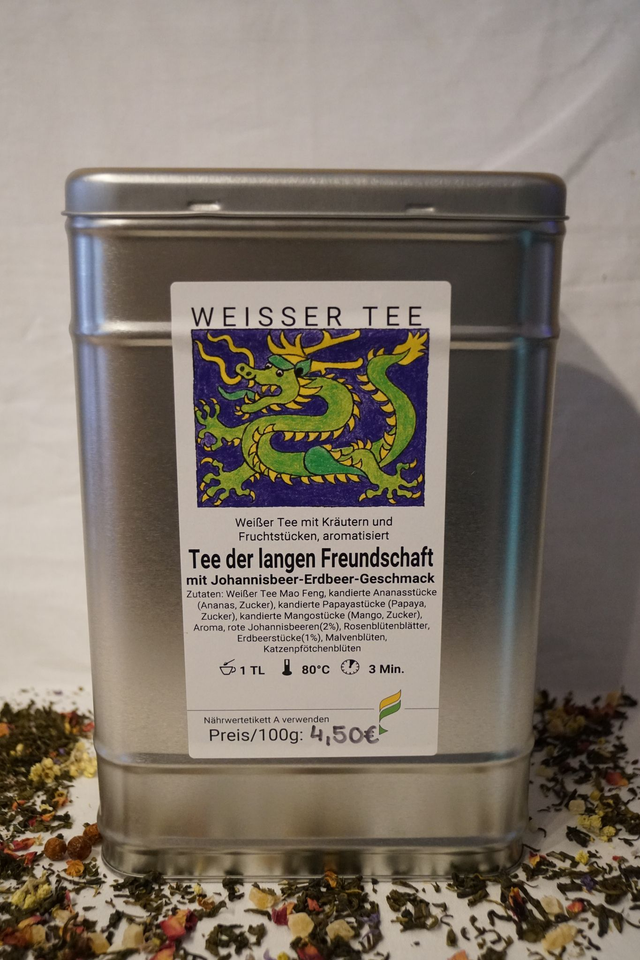 WEISSER TEE
Weißer Tee mit Kräutern und
Fruchtstücken, aromatisiert
Tee der langen Freundschaft
mit Johannisbeer-Erdbeer-Geschmack
Zutaten: Weißer Tee Mao Feng, kandierte Ananasstücke
(Ananas, Zucker), kandierte Papayastücke (Papaya,
Zucker), kandierte Mangostücke (Mango, Zucker),
Aroma, rote Johannisbeeren(2%), Rosenblütenblätter,
Erdbeerstücke(1%), Malvenblüten,
Katzenpfötchenblüten
1 TL 80°C 3 Min.
Nährwertetikett A verwenden
Preis/100g: 4,50€